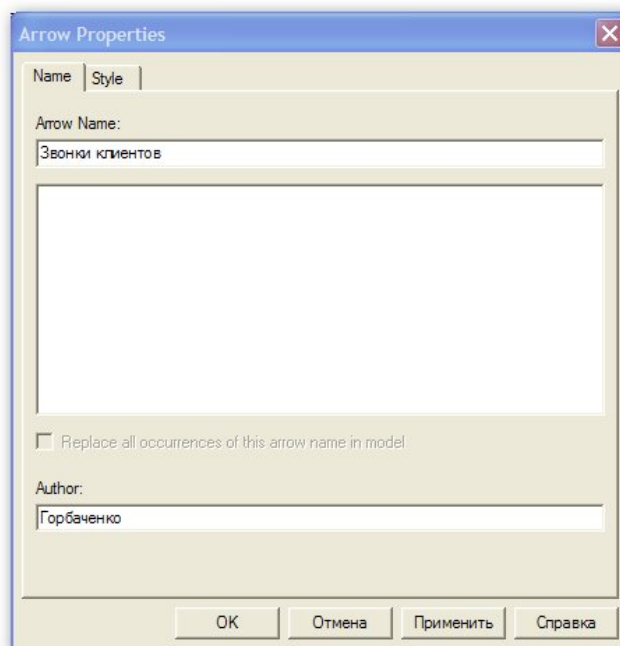 Arrow Properties
Name Style
Arrow Name:
Звонки клиентов
Replace all occurrences of this arrow name in model
Author:
Горбаченко
OK Отмена Применить Справка